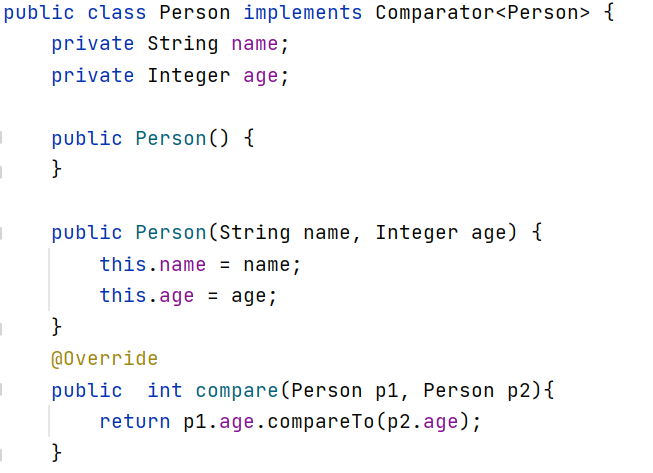 public class Person implements Comparator<Person> {
    private String name;
    private Integer age;

    public Person() {
    }

    public Person(String name, Integer age) {
        this.name = name;
        this.age = age;
    }
    @Override
    public  int compare(Person p1, Person p2){
        return p1.age.compareTo(p2.age);
    }